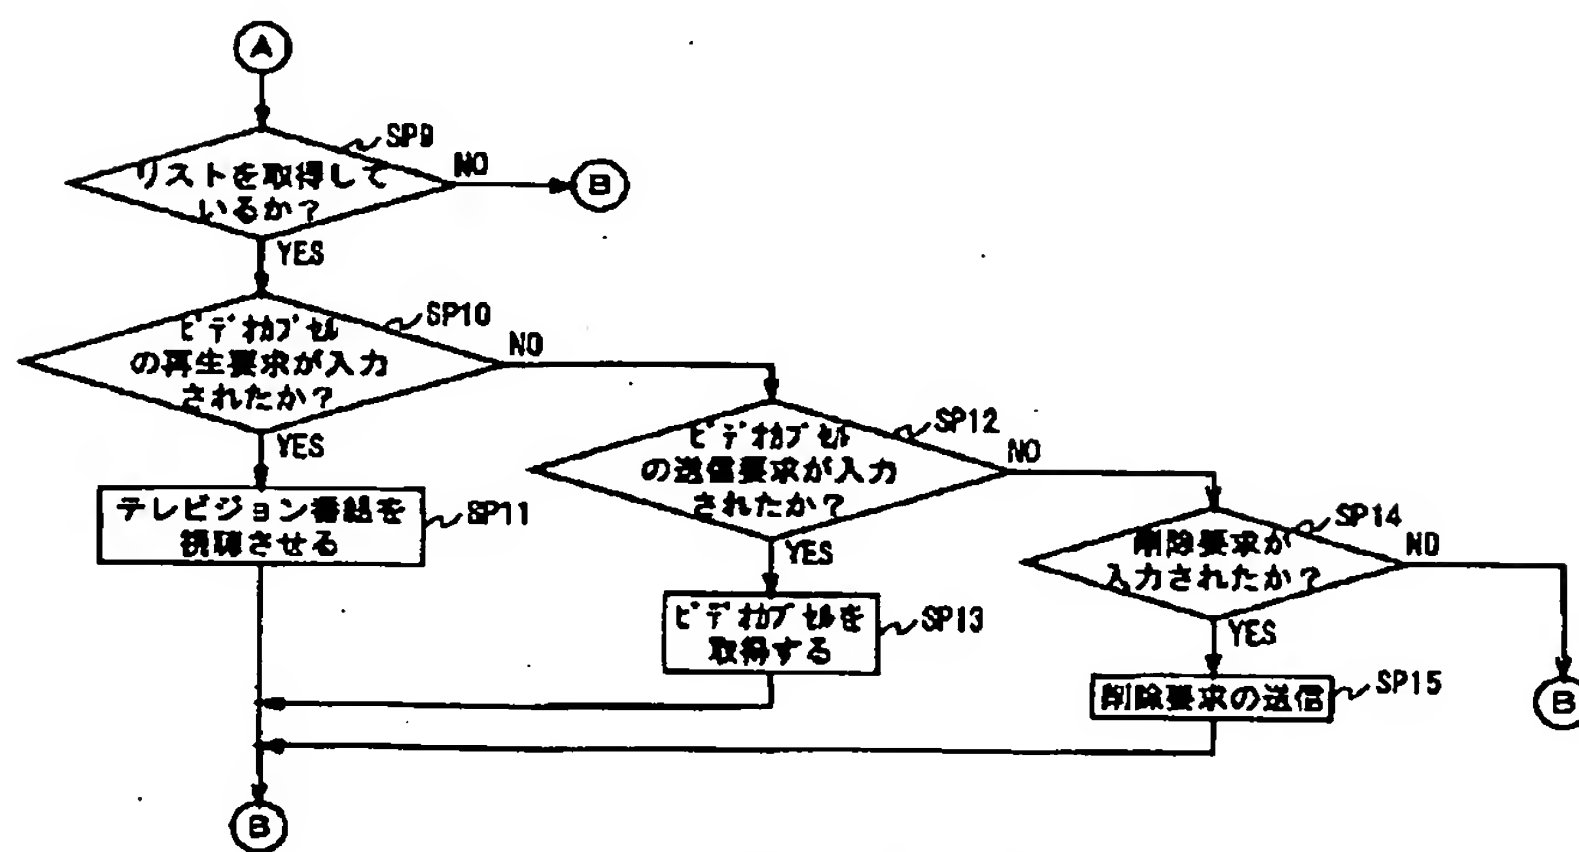 A
SP9
リストを取得して
いるか?
NO
B
YES
SP10
ビデオカプセル
の再生要求が入力
されたか?
NO
YES
SP12
ビデオカプセル
の送信要求が入力
されたか?
NO
テレビジョン番組を
視聴させる
SP11
YES
SP14
削除要求が
入力されたか?
NO
ビデオカプセルを
取得する
SP13
YES
削除要求の送信
SP15
B
B